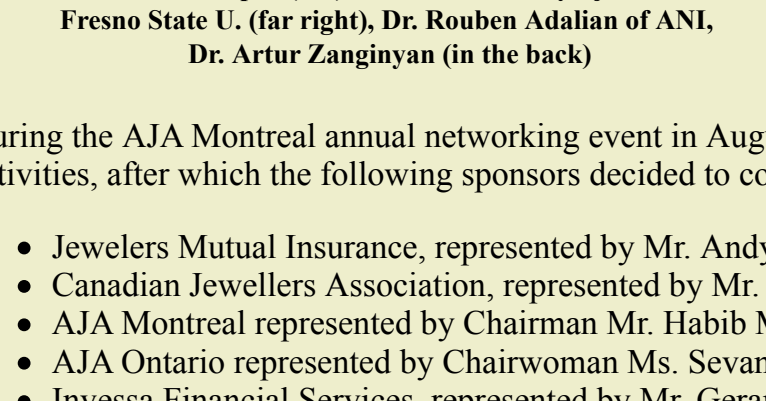 Fresno State U. (far right), Dr. Rouben Adalian of ANI,
Dr. Artur Zanginyan (in the back)
uring the AJA Montreal annual networking event in Aug
tivities, after which the following sponsors decided to co
• Jewelers Mutual Insurance, represented by Mr. Andy
• Canadian Jewellers Association, represented by Mr.
• AJA Montreal represented by Chairman Mr. Habib M
• AJA Ontario represented by Chairwoman Ms. Sevan
• Invessa Financial Services, represented by Mr. Gera